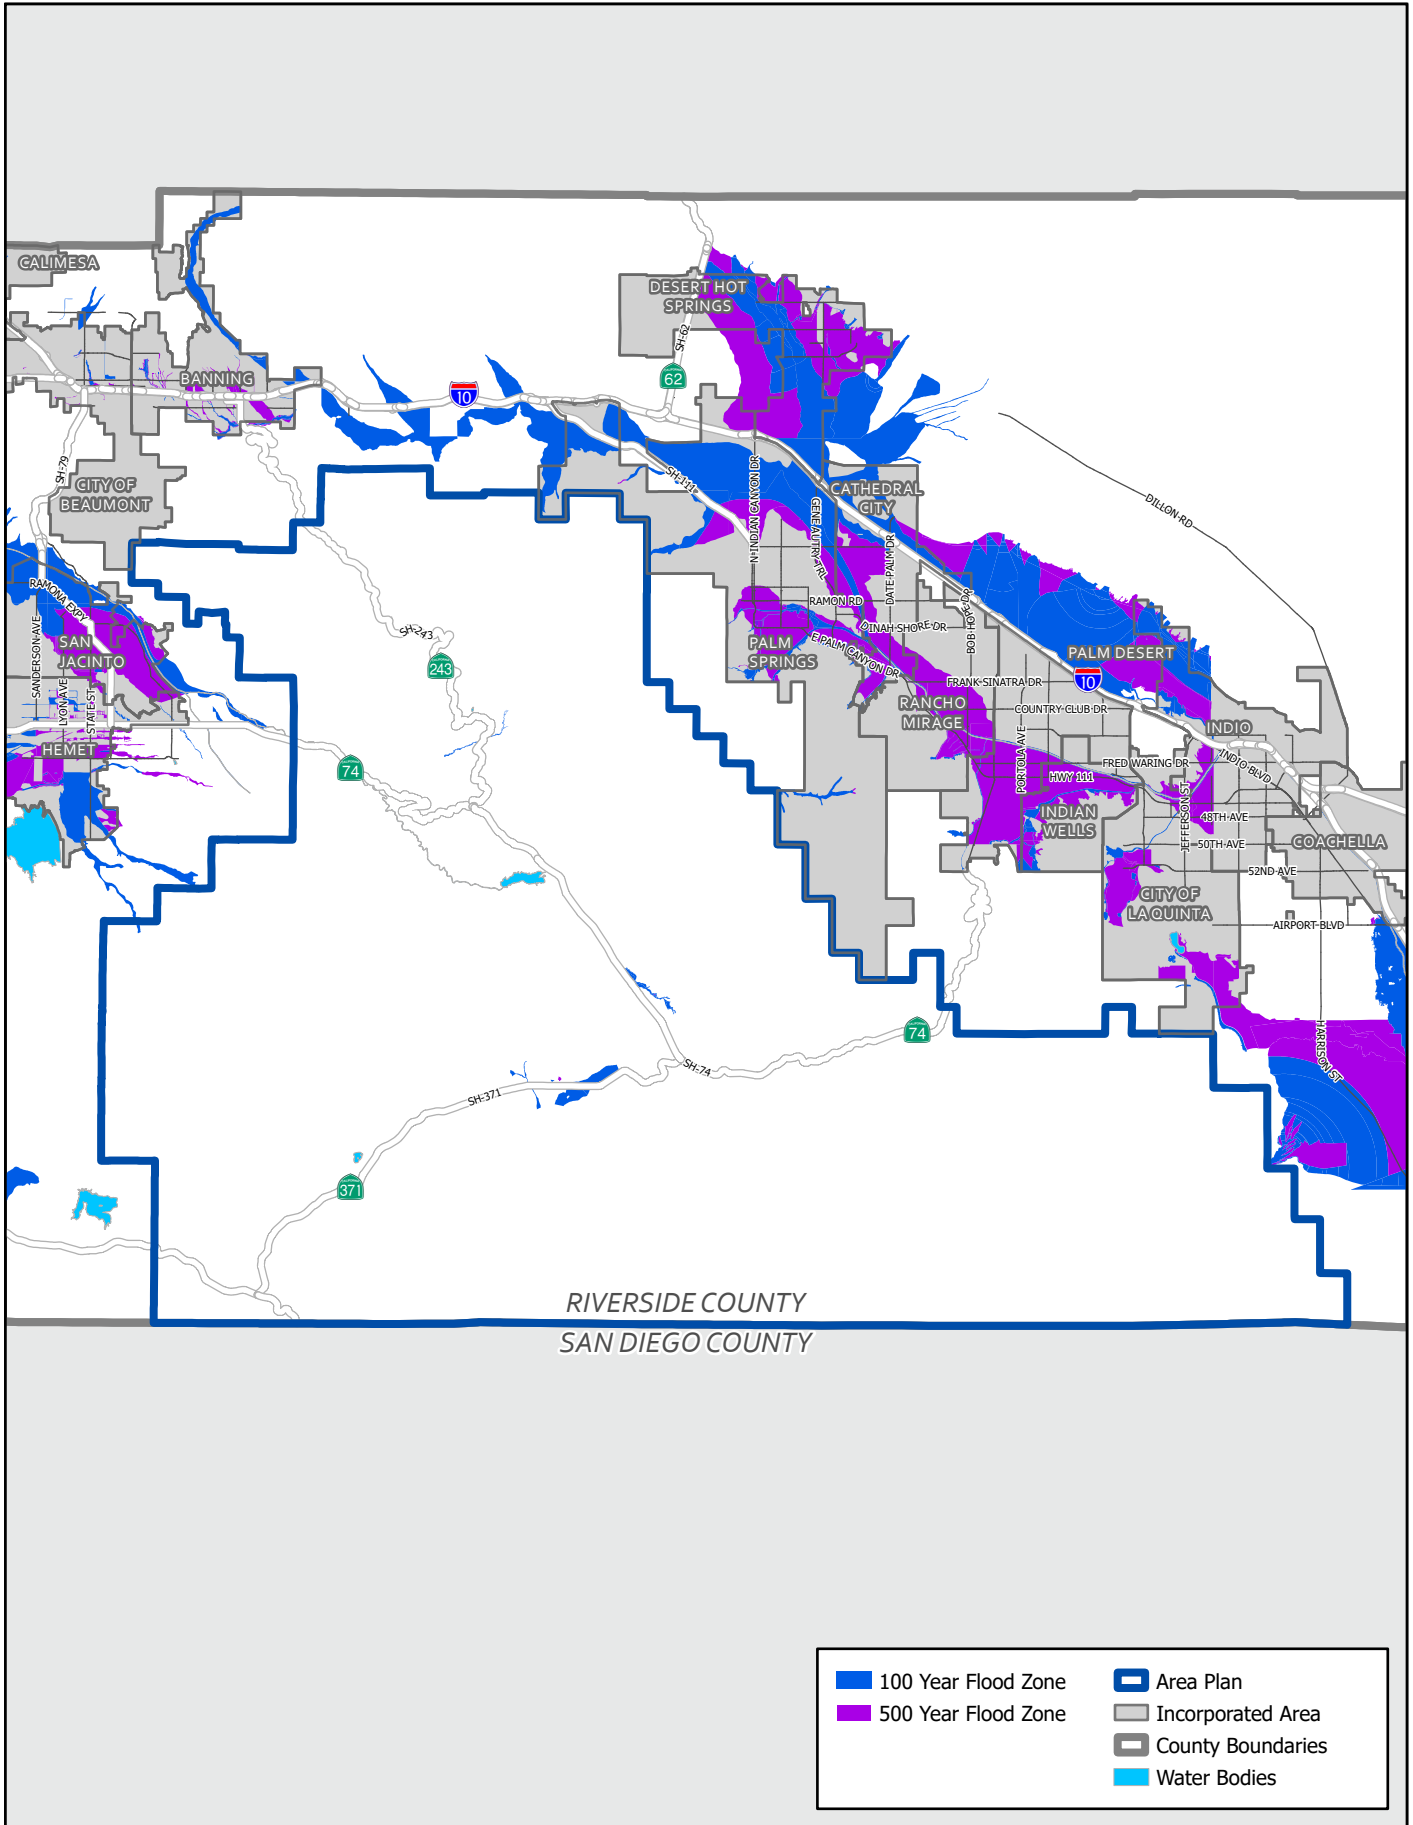 CALIMESA
DESERT HOT
SPRINGS
SH-62
CALIFORNIA
62
BANNING
10
SH-79
CITY OF
BEAUMONT
SH-111
N INDIAN CANYON DR
GENE AUTRY TRL
CATHEDRAL
CITY
DATE PALM DR
DILLON RD
RAMONA EXPY
SANDERSON AVE
SAN
JACINTO
LYON AVE
STATE ST
SH-243
CALIFORNIA
243
RAMON RD
DINAH SHORE DR
E PALM CANYON DR
BOB HOPE DR
PALM
SPRINGS
PALM DESERT
10
FRANK SINATRA DR
RANCHO
MIRAGE
COUNTRY CLUB DR
PORTOLA AVE
INDIO
INDIO BLVD
HEMET
CALIFORNIA
74
FRED WARING DR
HWY 111
JEFFERSON ST
INDIAN
WELLS
48TH AVE
50TH AVE
COACHELLA
52ND AVE
CITY OF
LA QUINTA
AIRPORT BLVD
HARRISON ST
CALIFORNIA
74
SH-74
SH-371
CALIFORNIA
371
RIVERSIDE COUNTY
SAN DIEGO COUNTY
100 Year Flood Zone
500 Year Flood Zone
Area Plan
Incorporated Area
County Boundaries
Water Bodies